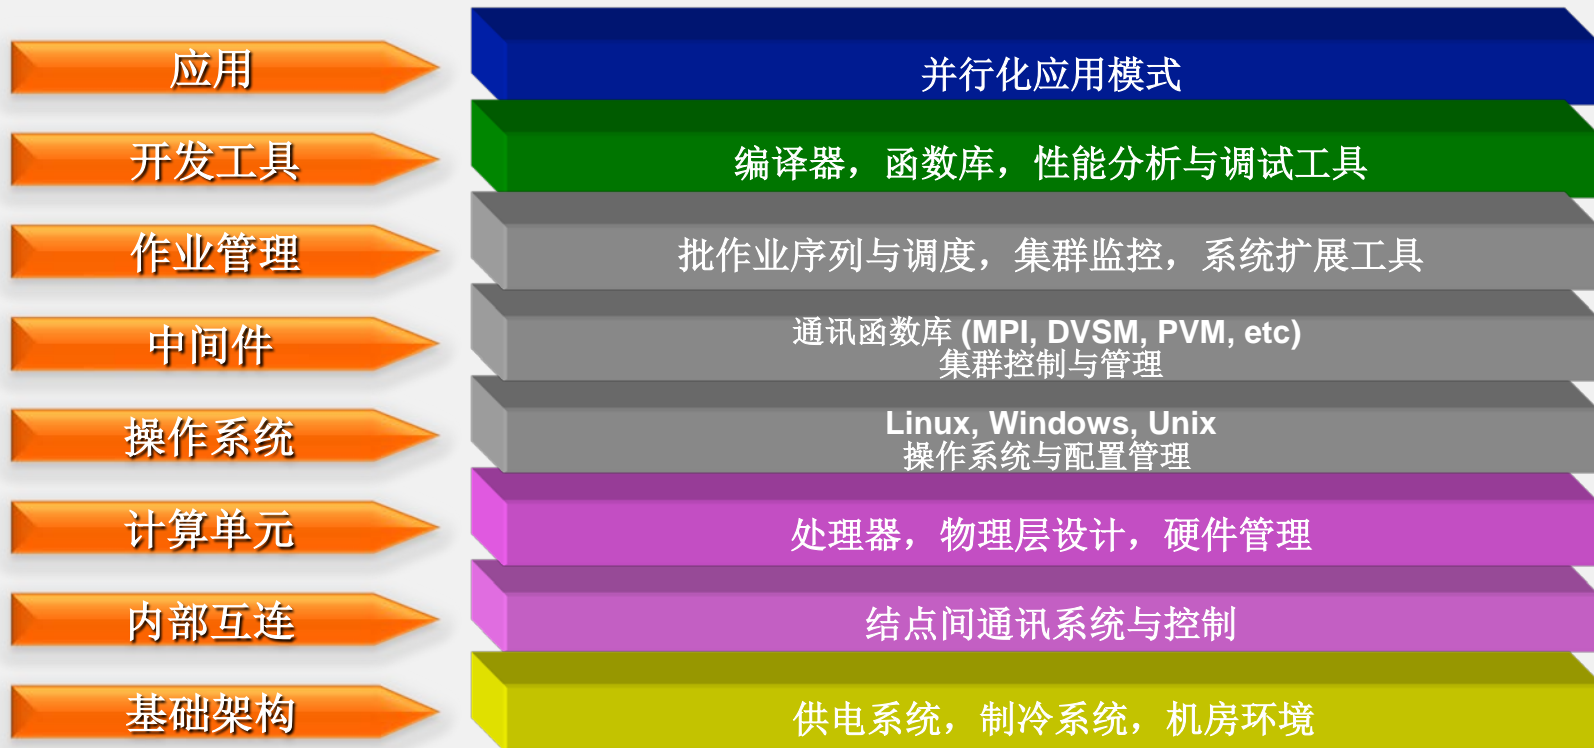 应用
并行化应用模式
开发工具
编译器，函数库，性能分析与调试工具
作业管理
批作业序列与调度，集群监控，系统扩展工具
中间件
通讯函数库 (MPI, DVSM, PVM, etc)
集群控制与管理
操作系统
Linux, Windows, Unix
操作系统与配置管理
计算单元
处理器，物理层设计，硬件管理
内部互连
结点间通讯系统与控制
基础架构
供电系统，制冷系统，机房环境